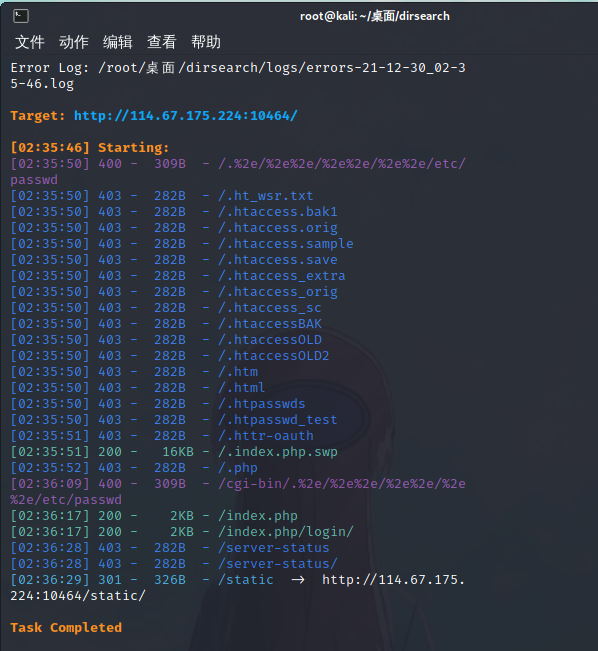 root@kali: ~/桌面/dirsearch
文件 动作 编辑 查看 帮助
Error Log: /root/桌面/dirsearch/logs/errors-21-12-30_02-3
5-46.log
Target: http://114.67.175.224:10464/
[02:35:46] Starting:
[02:35:50] 400 -  309B  - /.%2e/%2e%2e/%2e%2e/%2e%2e/etc/
passwd
[02:35:50] 403 -  282B  - /.ht_wsr.txt
[02:35:50] 403 -  282B  - /.htaccess.bak1
[02:35:50] 403 -  282B  - /.htaccess.orig
[02:35:50] 403 -  282B  - /.htaccess.sample
[02:35:50] 403 -  282B  - /.htaccess.save
[02:35:50] 403 -  282B  - /.htaccess_extra
[02:35:50] 403 -  282B  - /.htaccess_orig
[02:35:50] 403 -  282B  - /.htaccess_sc
[02:35:50] 403 -  282B  - /.htaccessBAK
[02:35:50] 403 -  282B  - /.htaccessOLD
[02:35:50] 403 -  282B  - /.htaccessOLD2
[02:35:50] 403 -  282B  - /.htm
[02:35:50] 403 -  282B  - /.html
[02:35:50] 403 -  282B  - /.htpasswds
[02:35:50] 403 -  282B  - /.htpasswd_test
[02:35:51] 403 -  282B  - /.httr-oauth
[02:35:51] 200 -   16KB - /.index.php.swp
[02:35:52] 403 -  282B  - /.php
[02:36:09] 400 -  309B  - /cgi-bin/.%2e/%2e%2e/%2e%2e/%2e
%2e/etc/passwd
[02:36:17] 200 -    2KB - /index.php
[02:36:17] 200 -    2KB - /index.php/login/
[02:36:28] 403 -  282B  - /server-status
[02:36:28] 403 -  282B  - /server-status/
[02:36:29] 301 -  326B  - /static  →  http://114.67.175.
224:10464/static/
Task Completed